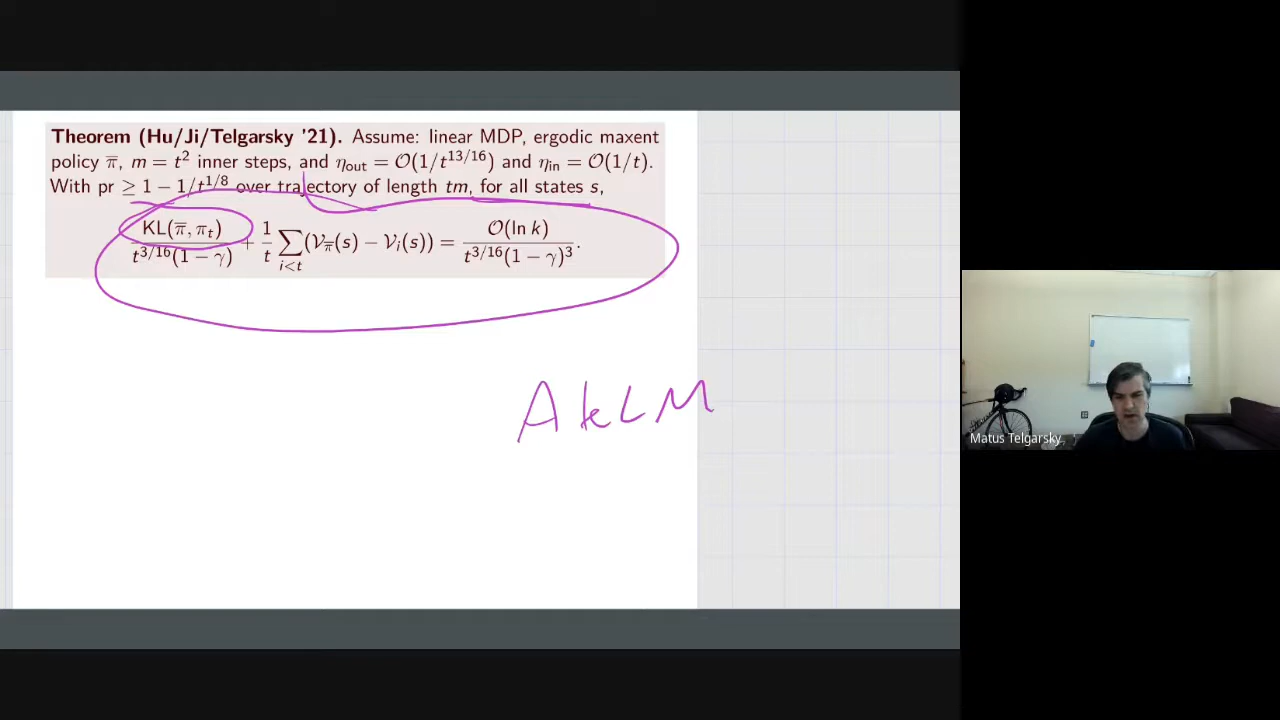 Theorem (Hu/Ji/Telgarsky '21). Assume: linear MDP, ergodic maxent
policy π̅, m = t² inner steps, and η_out = O(1/t^{13/16}) and η_in = O(1/t).
With pr ≥ 1 − 1/t^{1/8} over trajectory of length tm, for all states s,
KL(π̅, π_t) / t^{3/16}(1 − γ) + 1/t ∑_{i<t} (V_π̅(s) − V_i(s)) = O(ln k) / t^{3/16}(1 − γ)³.
AkLM
Matus Telgarsky